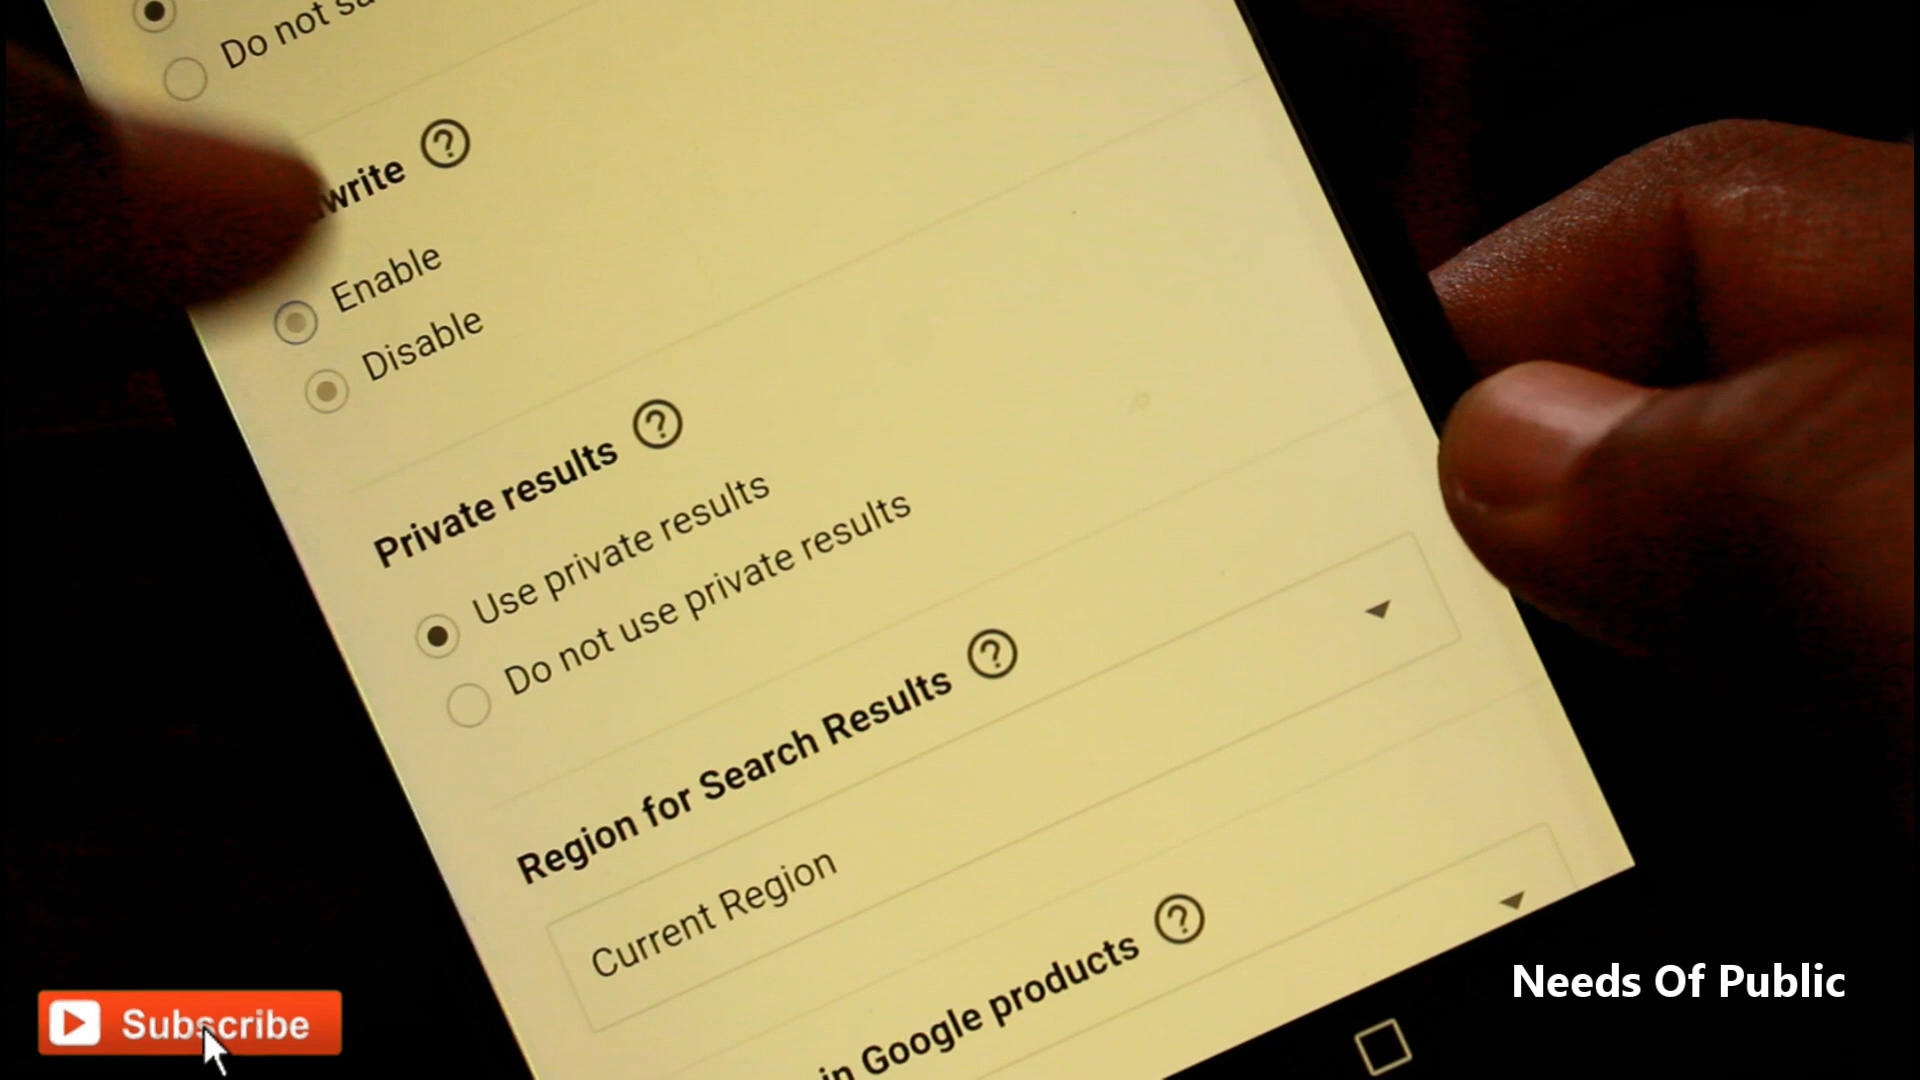 Do not
write
Enable
Disable
Private results
Use private results
Do not use private results
Region for Search Results
Current Region
in Google products
Subscribe
Needs Of Public